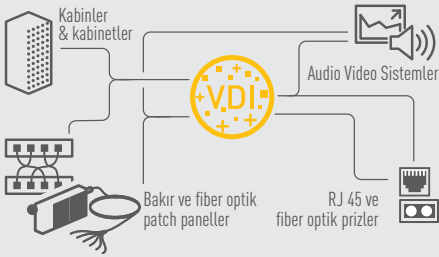 Kabinler
& kabinetler
VDI
Audio Video Sistemler
Bakır ve fiber optik
patch paneller
RJ 45 ve
fiber optik prizler